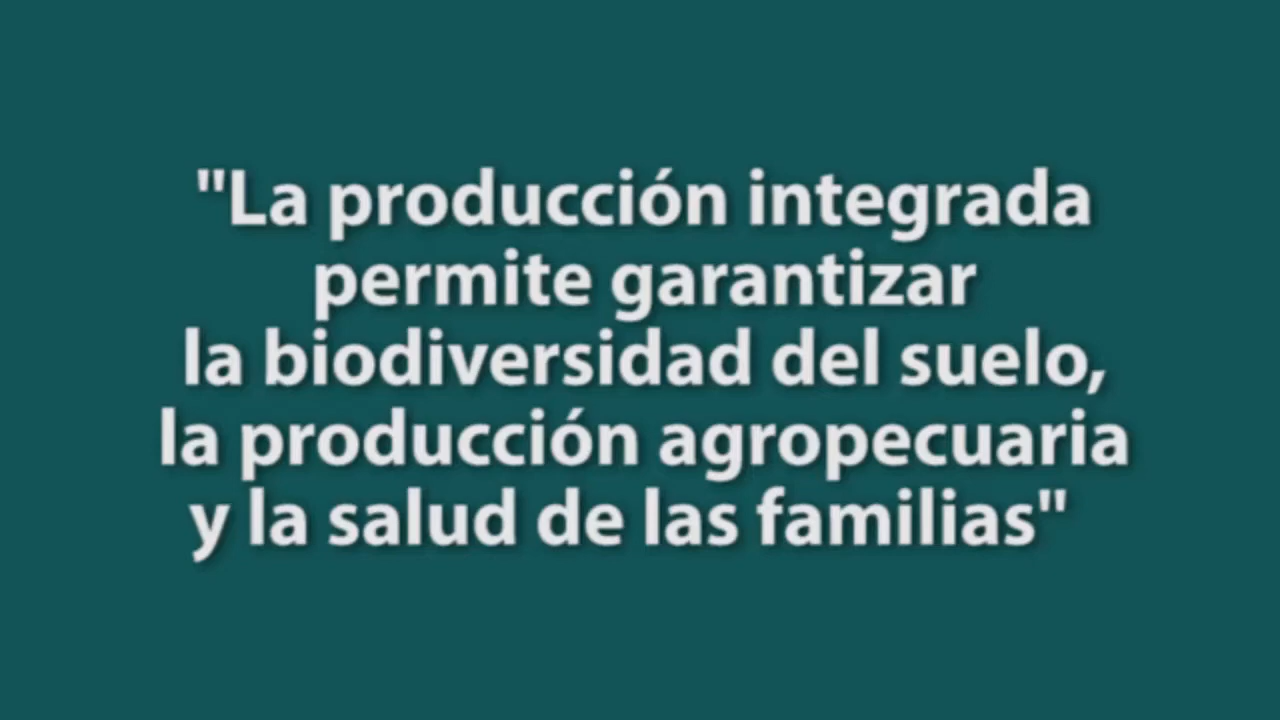 "La producción integrada
permite garantizar
la biodiversidad del suelo,
la producción agropecuaria
y la salud de las familias"